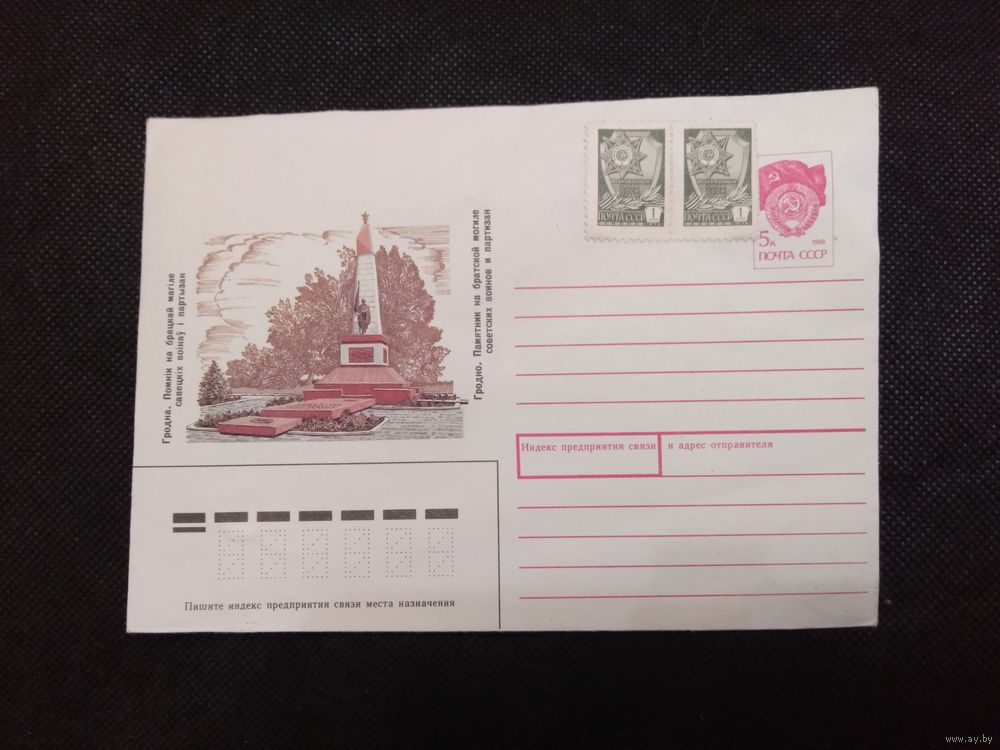 Гродна. Помнік на брацкай магіле
савецкіх воінаў і партызан
Гродно. Памятник на братской могиле
советских воинов и партизан
1
ПОЧТА СССР
1
ПОЧТА СССР
5к 1988
ПОЧТА СССР
Индекс предприятия связи и адрес отправителя
Пишите индекс предприятия связи места назначения
www.ay.by